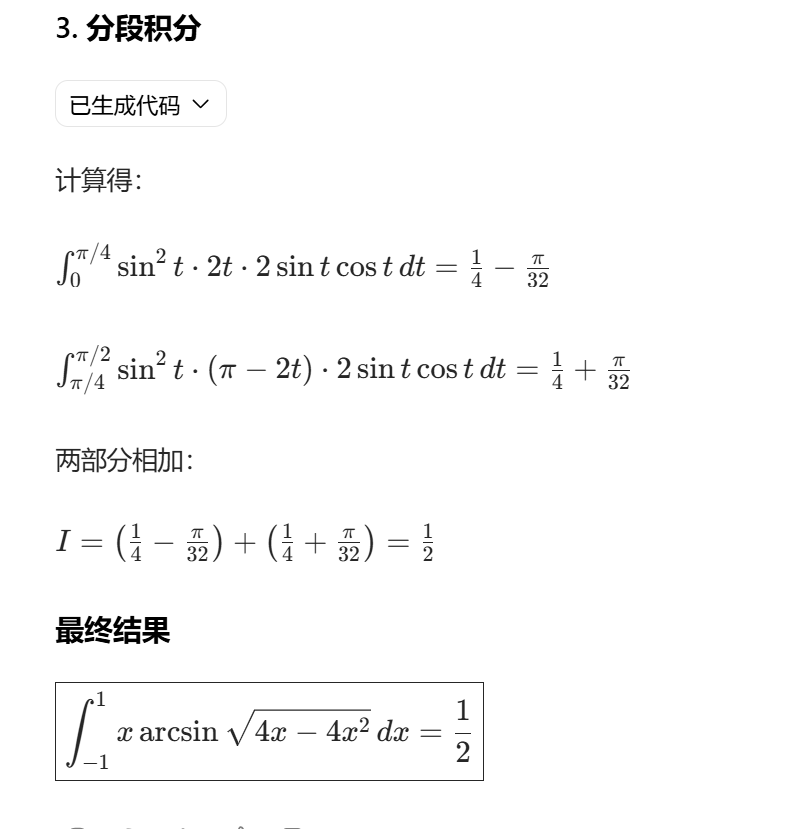 3. 分段积分
已生成代码
计算得：
∫₀^{π/4} sin² t · 2t · 2 sin t cos t dt = 1/4 − π/32
∫_{π/4}^{π/2} sin² t · (π − 2t) · 2 sin t cos t dt = 1/4 + π/32
两部分相加：
I = (1/4 − π/32) + (1/4 + π/32) = 1/2
最终结果
∫_{−1}^{1} x arcsin √(4x − 4x²) dx = 1/2